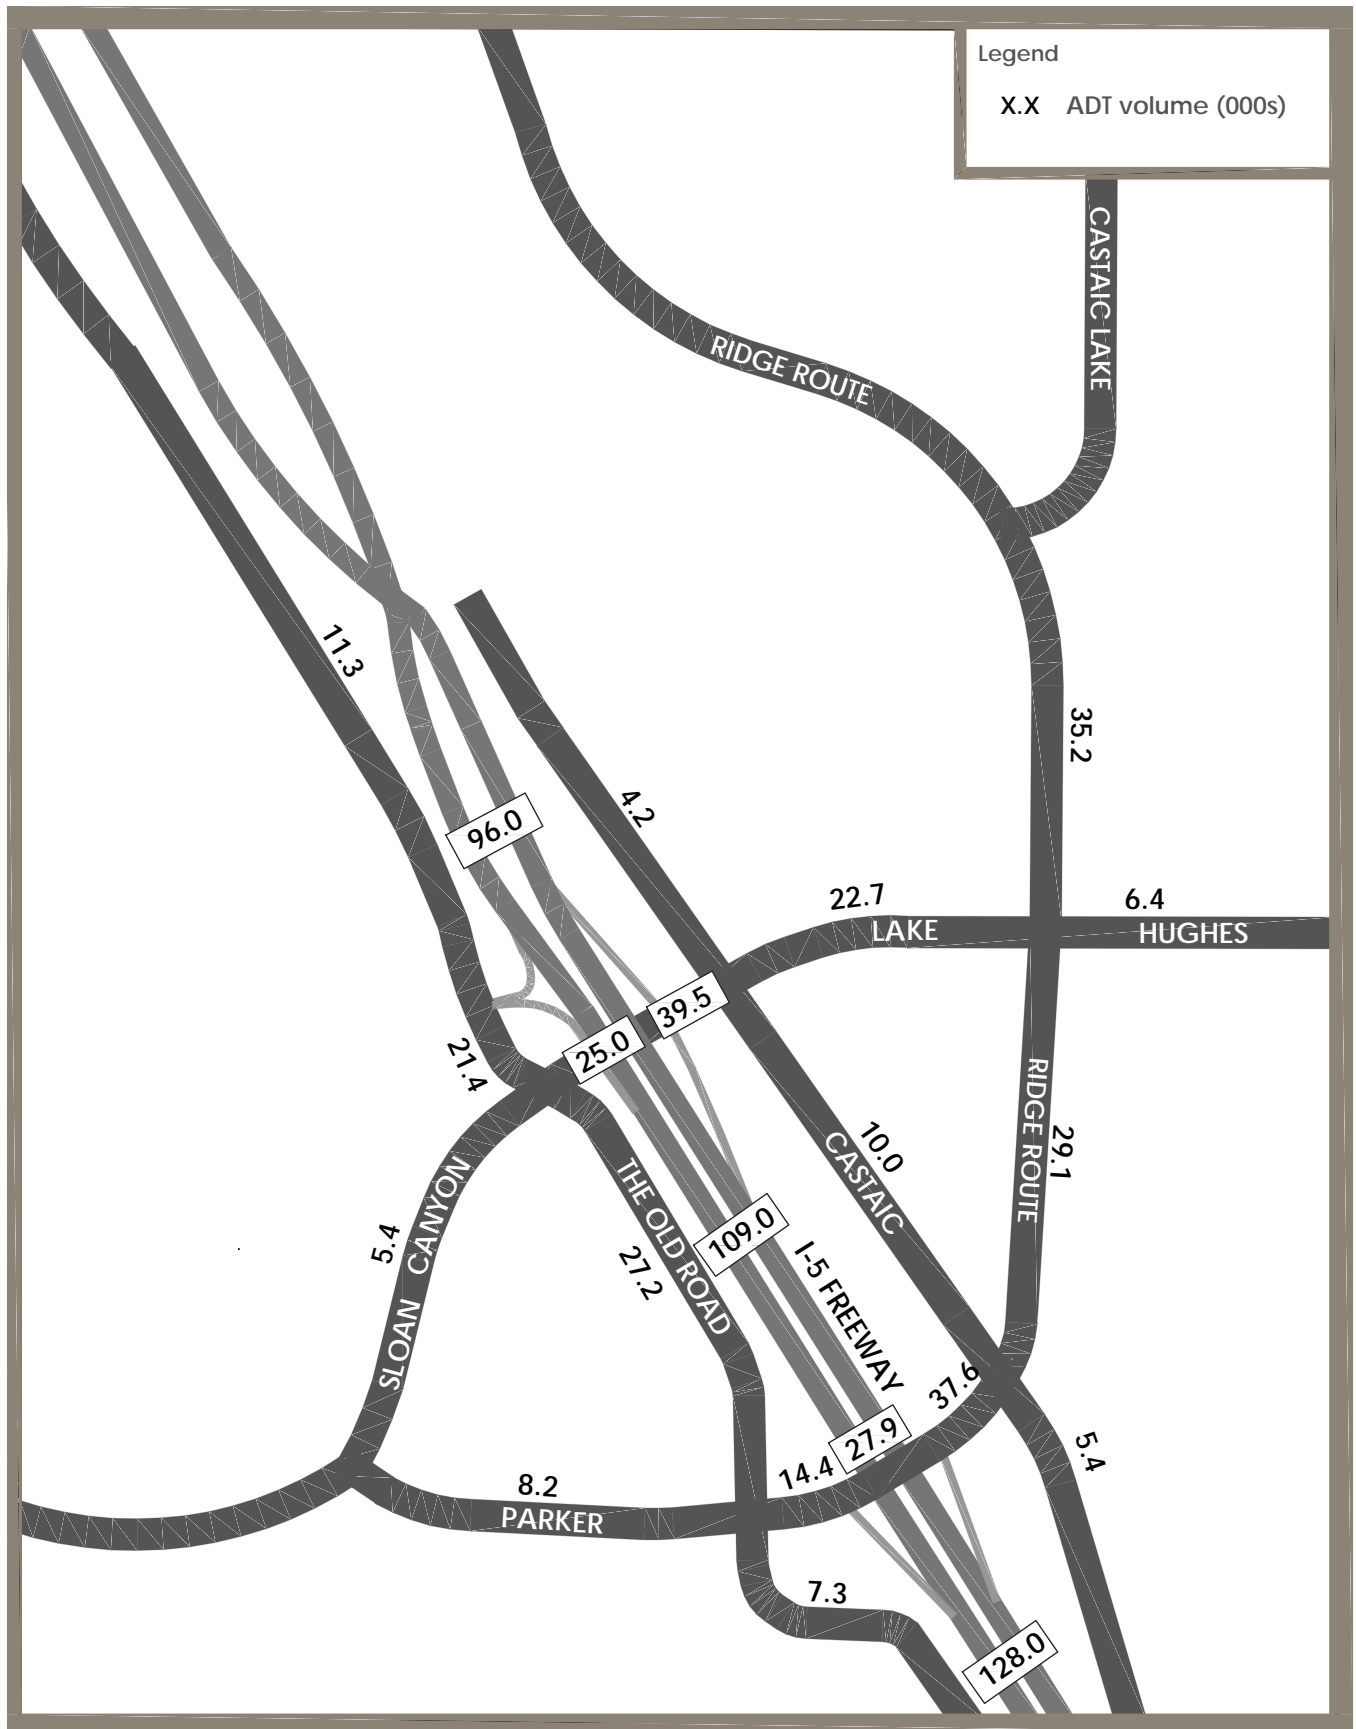 Legend
X.X ADT volume (000s)
CASTAIC LAKE
RIDGE ROUTE
11.3
35.2
4.2
96.0
22.7
6.4
LAKE
HUGHES
39.5
25.0
21.4
RIDGE ROUTE
29.1
10.0
CASTAIC
SLOAN CANYON
5.4
THE OLD ROAD
27.2
109.0
I-5 FREEWAY
37.6
27.9
14.4
5.4
8.2
PARKER
7.3
128.0